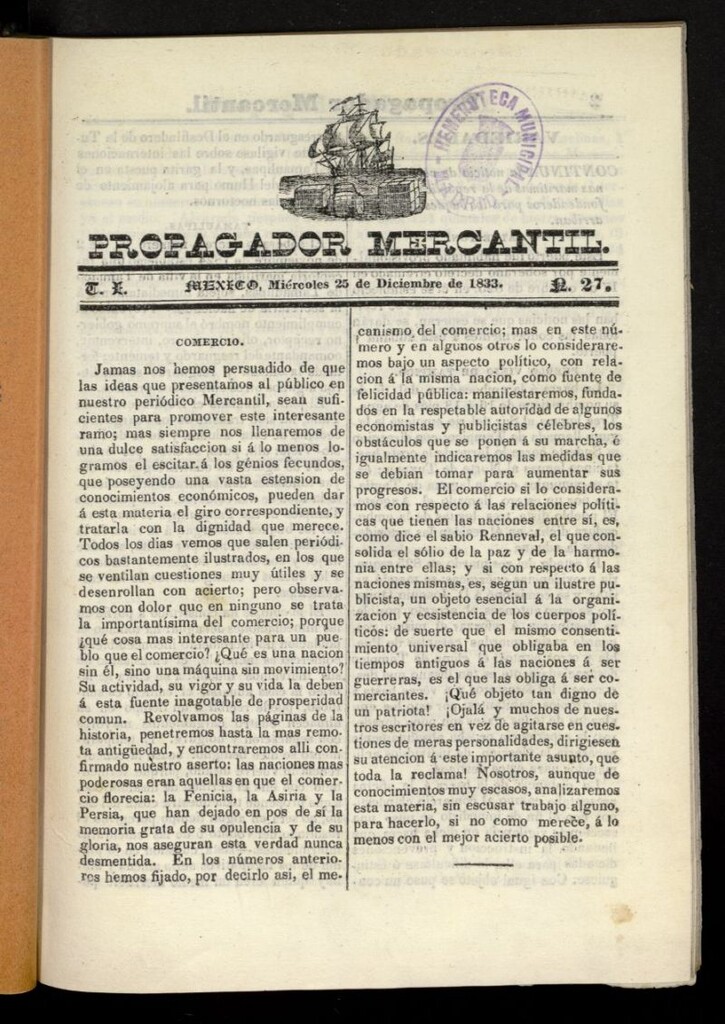 HEMEROTECA MUNICIPAL
PROPAGADOR MERCANTIL.
T. I.
MEXICO, Miércoles 25 de Diciembre de 1833.
N. 27.
COMERCIO.
Jamas nos hemos persuadido de que
las ideas que presentamos al público en
nuestro periódico Mercantil, sean sufi-
cientes para promover este interesante
ramo; mas siempre nos llenaremos de
una dulce satisfaccion si á lo menos lo-
gramos el escitar á los génios fecundos,
que poseyendo una vasta estension de
conocimientos económicos, pueden dar
á esta materia el giro correspondiente, y
tratarla con la dignidad que merece.
Todos los dias vemos que salen periódi-
cos bastantemente ilustrados, en los que
se ventilan cuestiones muy útiles y se
desenrollan con acierto; pero observa-
mos con dolor que en ninguno se trata
la importantísima del comercio; porque
¿qué cosa mas interesante para un pue-
blo que el comercio? ¿Qué es una nacion
sin él, sino una máquina sin movimiento?
Su actividad, su vigor y su vida la deben
á esta fuente inagotable de prosperidad
comun. Revolvamos las páginas de la
historia, penetremos hasta la mas remo-
ta antigüedad, y encontraremos alli con-
firmado nuestro aserto: las naciones mas
poderosas eran aquellas en que el comer-
cio florecia: la Fenicia, la Asiria y la
Persia, que han dejado en pos de sí la
memoria grata de su opulencia y de su
gloria, nos aseguran esta verdad nunca
desmentida. En los números anterio-
res hemos fijado, por decirlo asi, el me-
canismo del comercio; mas en este nú-
mero y en algunos otros lo considerare-
mos bajo un aspecto político, con rela-
cion á la misma nacion, como fuente de
felicidad pública: manifestaremos, funda-
dos en la respetable autoridad de algunos
economistas y publicistas célebres, los
obstáculos que se ponen á su marcha, é
igualmente indicaremos las medidas que
se debian tomar para aumentar sus
progresos. El comercio si lo considera-
mos con respecto á las relaciones políti-
cas que tienen las naciones entre sí, es,
como dice el sabio Renneval, el que con-
solida el sólio de la paz y de la harmo-
nia entre ellas; y si con respecto á las
naciones mismas, es, segun un ilustre pu-
blicista, un objeto esencial á la organi-
zacion y ecsistencia de los cuerpos polí-
ticos: de suerte que el mismo consenti-
miento universal que obligaba en los
tiempos antiguos á las naciones á ser
guerreras, es el que las obliga á ser co-
merciantes. ¡Qué objeto tan digno de
un patriota! ¡Ojalá y muchos de nues-
tros escritores en vez de agitarse en cues-
tiones de meras personalidades, dirigiesen
su atencion á este importante asunto, que
toda la reclama! Nosotros, aunque de
conocimientos muy escasos, analizaremos
esta materia, sin escusar trabajo alguno,
para hacerlo, si no como merece, á lo
menos con el mejor acierto posible.